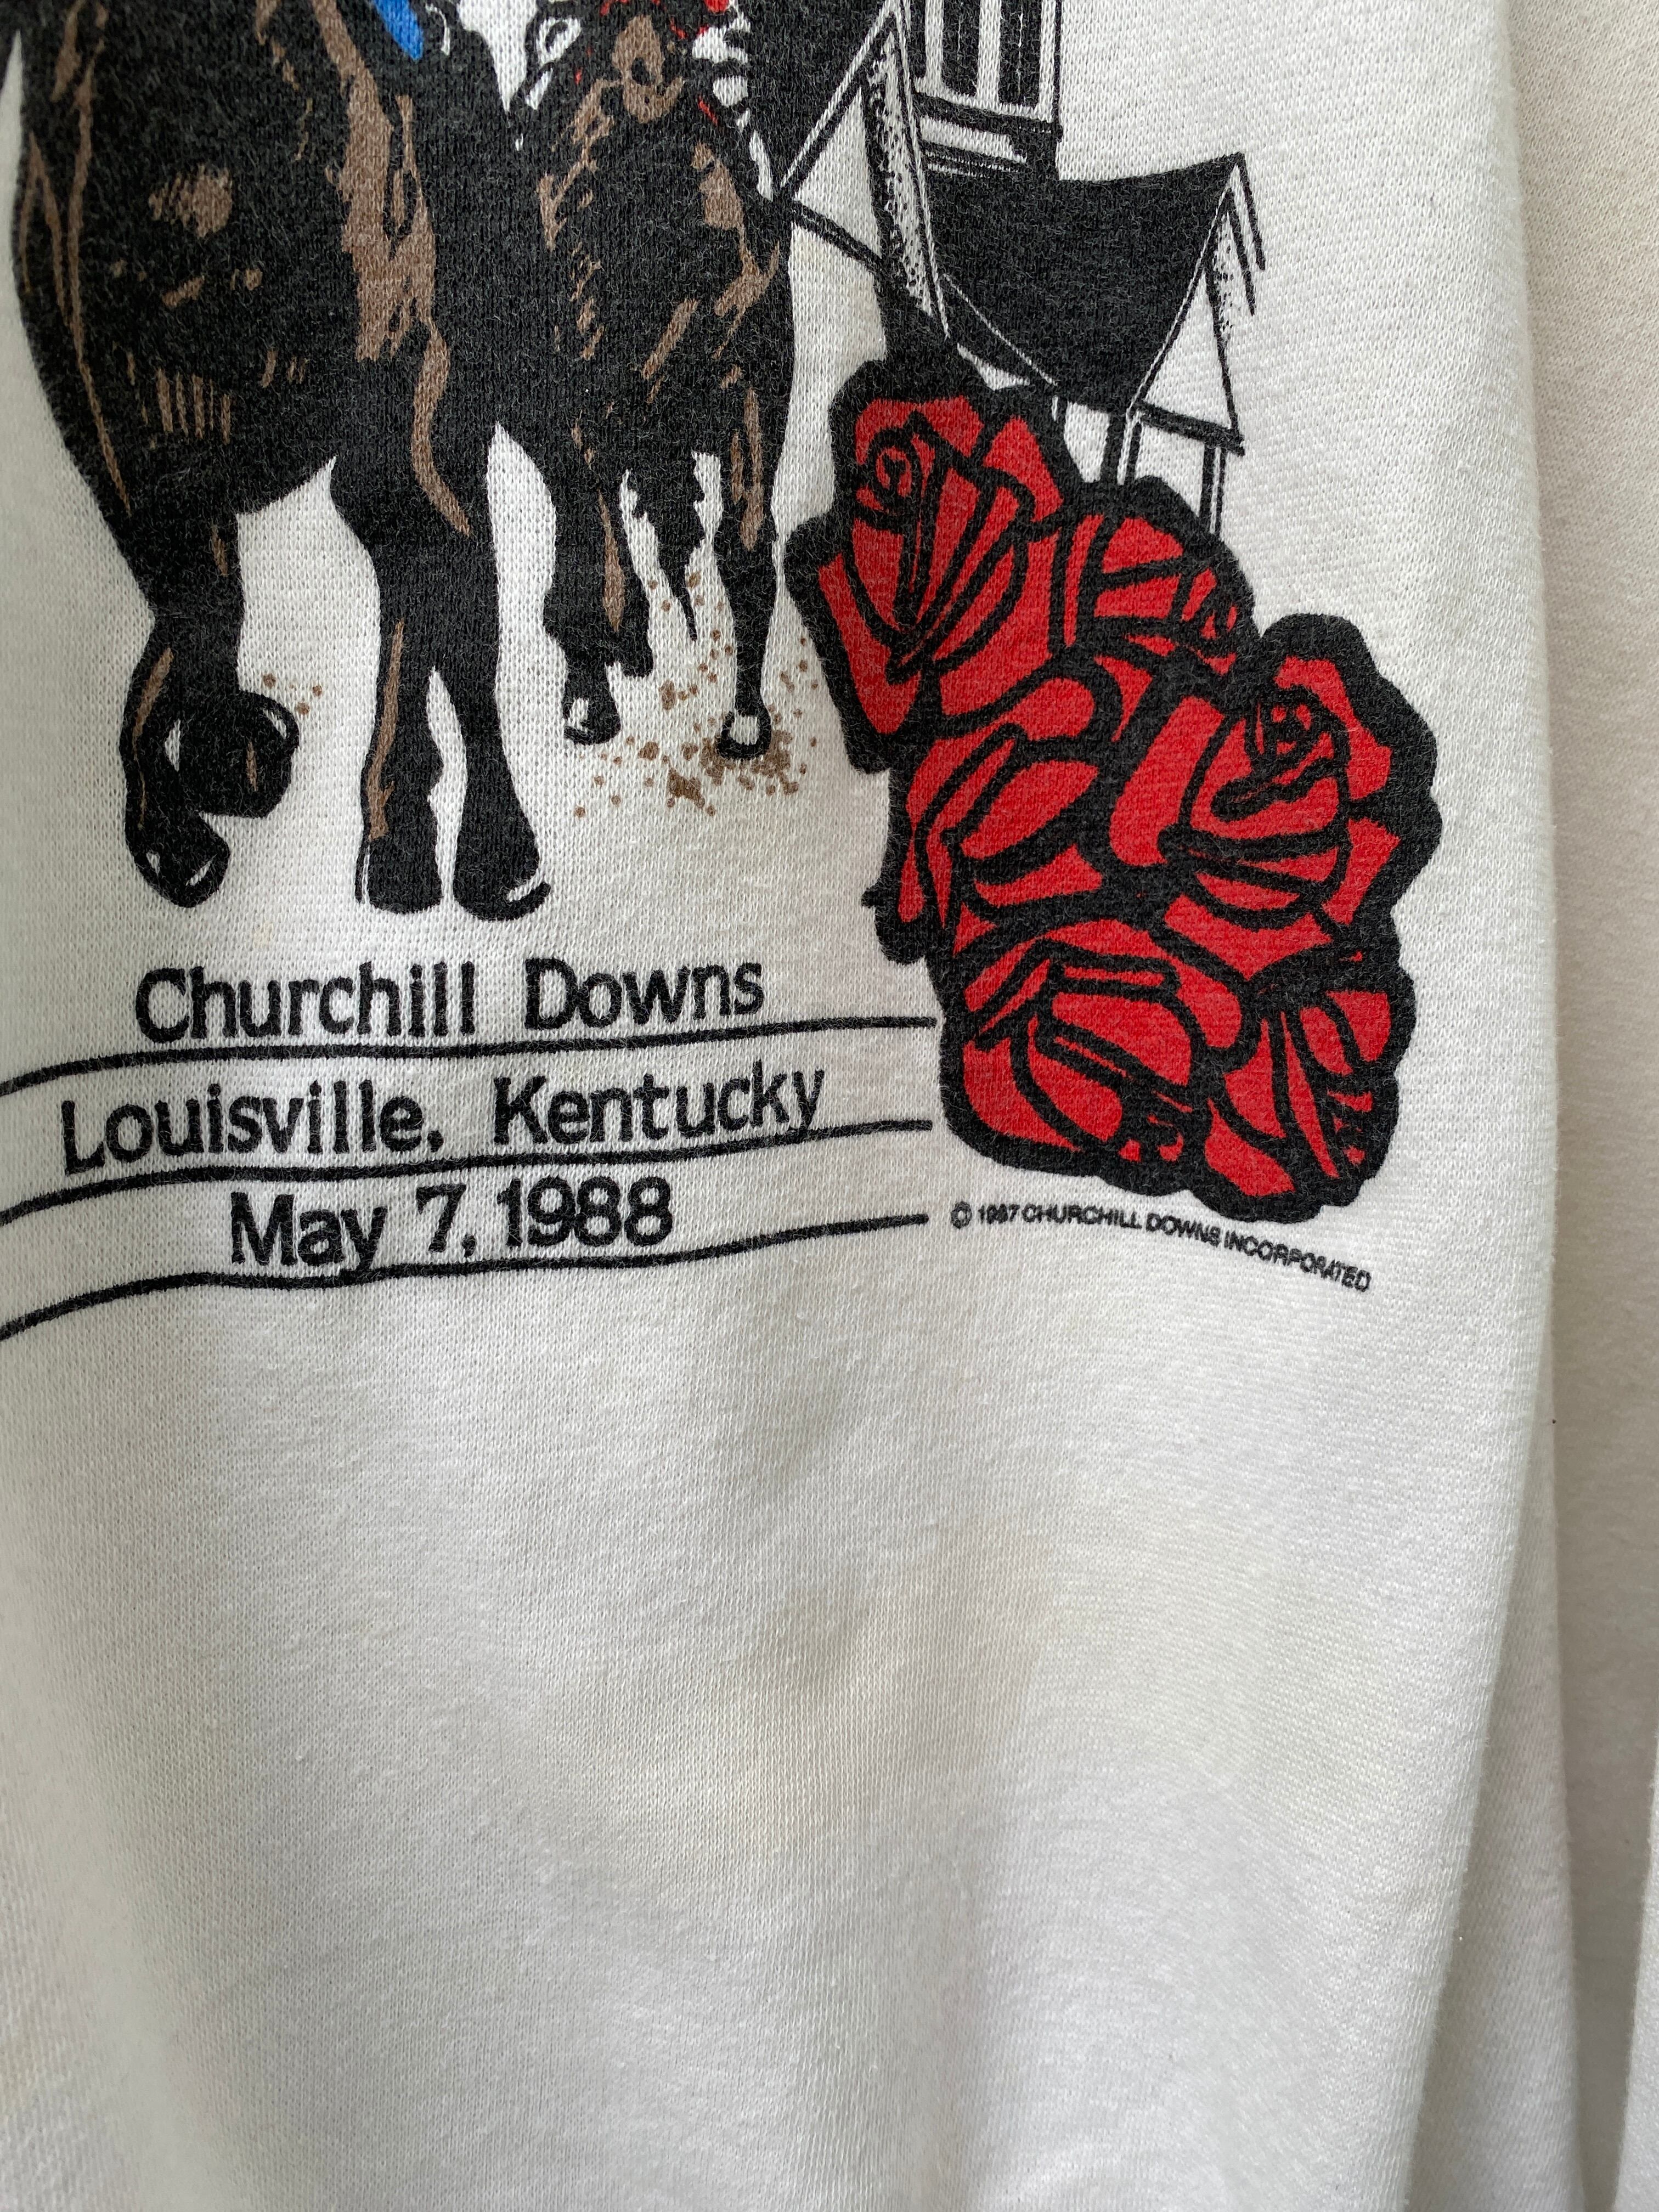 Churchill Downs
Louisville, Kentucky
May 7, 1988
© 1987 CHURCHILL DOWNS INCORPORATED